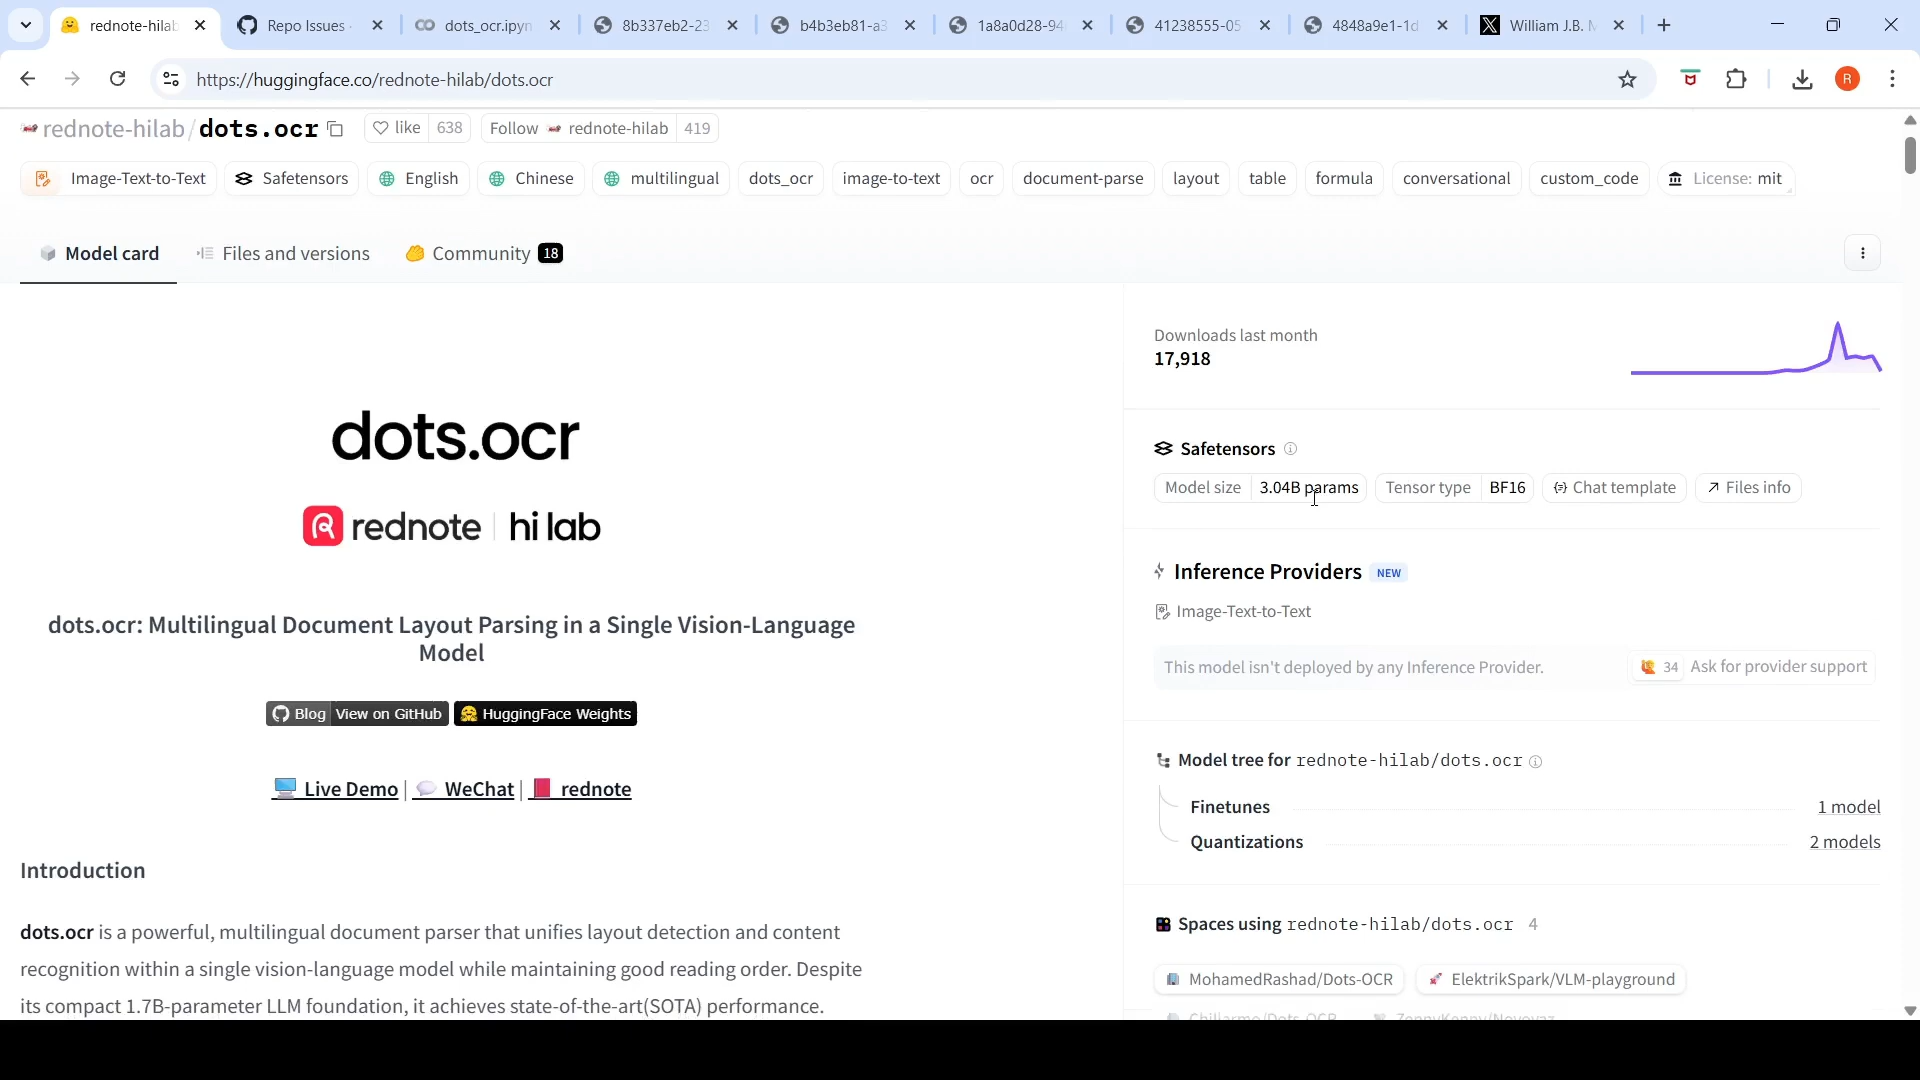 rednote-hilab
Repo Issues
dots_ocr.ipyn
8b337eb2-23
b4b3eb81-a3
1a8a0d28-94
41238555-05
4848a9e1-1d
William J.B. M
https://huggingface.co/rednote-hilab/dots.ocr
R
rednote-hilab/dots.ocr
like 638
Follow rednote-hilab 419
Image-Text-to-Text
Safetensors
English
Chinese
multilingual
dots_ocr
image-to-text
ocr
document-parse
layout
table
formula
conversational
custom_code
License: mit
Model card
Files and versions
Community 18
dots.ocr
rednote | hi lab
dots.ocr: Multilingual Document Layout Parsing in a Single Vision-Language
Model
Blog View on GitHub HuggingFace Weights
Live Demo | WeChat | rednote
Introduction
dots.ocr is a powerful, multilingual document parser that unifies layout detection and content
recognition within a single vision-language model while maintaining good reading order. Despite
its compact 1.7B-parameter LLM foundation, it achieves state-of-the-art(SOTA) performance.
Downloads last month
17,918
Safetensors
Model size 3.04B params
Tensor type BF16
Chat template
Files info
Inference Providers NEW
Image-Text-to-Text
This model isn't deployed by any Inference Provider.
34 Ask for provider support
Model tree for rednote-hilab/dots.ocr
Finetunes 1 model
Quantizations 2 models
Spaces using rednote-hilab/dots.ocr 4
MohamedRashad/Dots-OCR
ElektrikSpark/VLM-playground